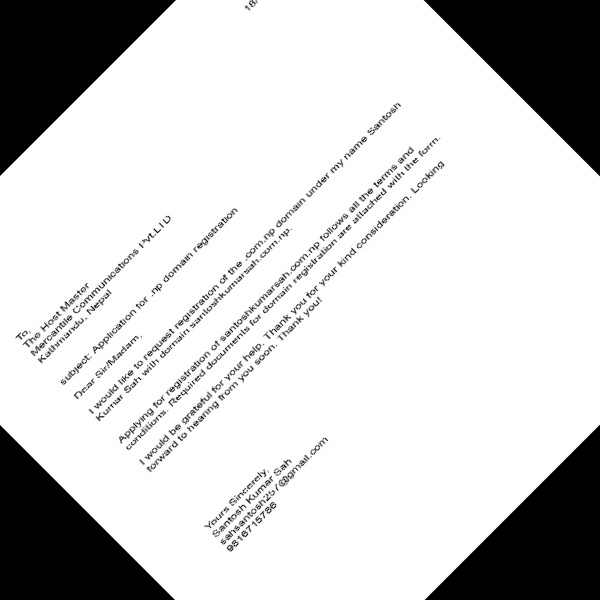 18/
To,
The Host Master
Mercantile Communications Pvt.LTD
Kathmandu, Nepal
subject: Application for .np domain registration
Dear Sir/Madam,
I would like to request registration of the .com.np domain under my name Santosh
Kumar Sah with domain santoshkumarsah.com.np.
Applying for registration of santoshkumarsah.com.np follows all the terms and
conditions. Required documents for domain registration are attached with the form.
I would be grateful for your help. Thank you for your kind consideration. Looking
forward to hearing from you soon. Thank you!
Yours Sincerely,
Santosh Kumar Sah
sahsantosh257@gmail.com
9816715786